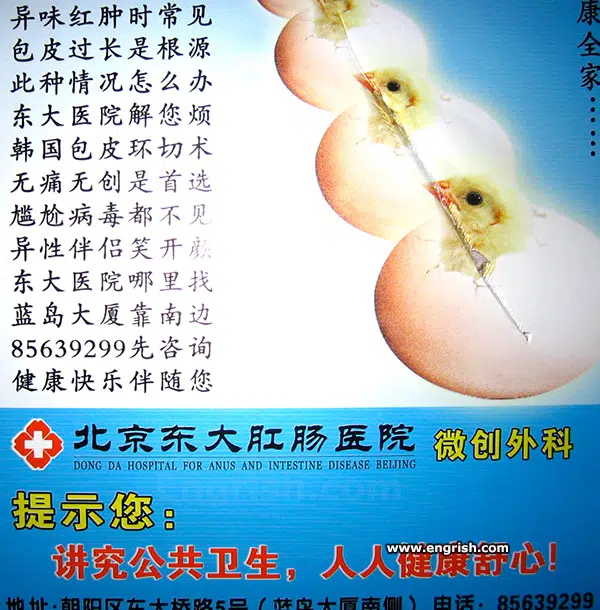 康全家……
异味红肿时常见
包皮过长是根源
此种情况怎么办
东大医院解您烦
韩国包皮环切术
无痛无创是首选
尴尬病毒都不见
异性伴侣笑开颜
东大医院哪里找
蓝岛大厦靠南边
85639299先咨询
健康快乐伴随您
北京东大肛肠医院 微创外科
DONG DA HOSPITAL FOR ANUS AND INTESTINE DISEASE BEIJING
提示您：
讲究公共卫生，人人健康舒心！
www.engrish.com
地址:朝阳区东大桥路5号（蓝岛大厦南侧）电话：85639299